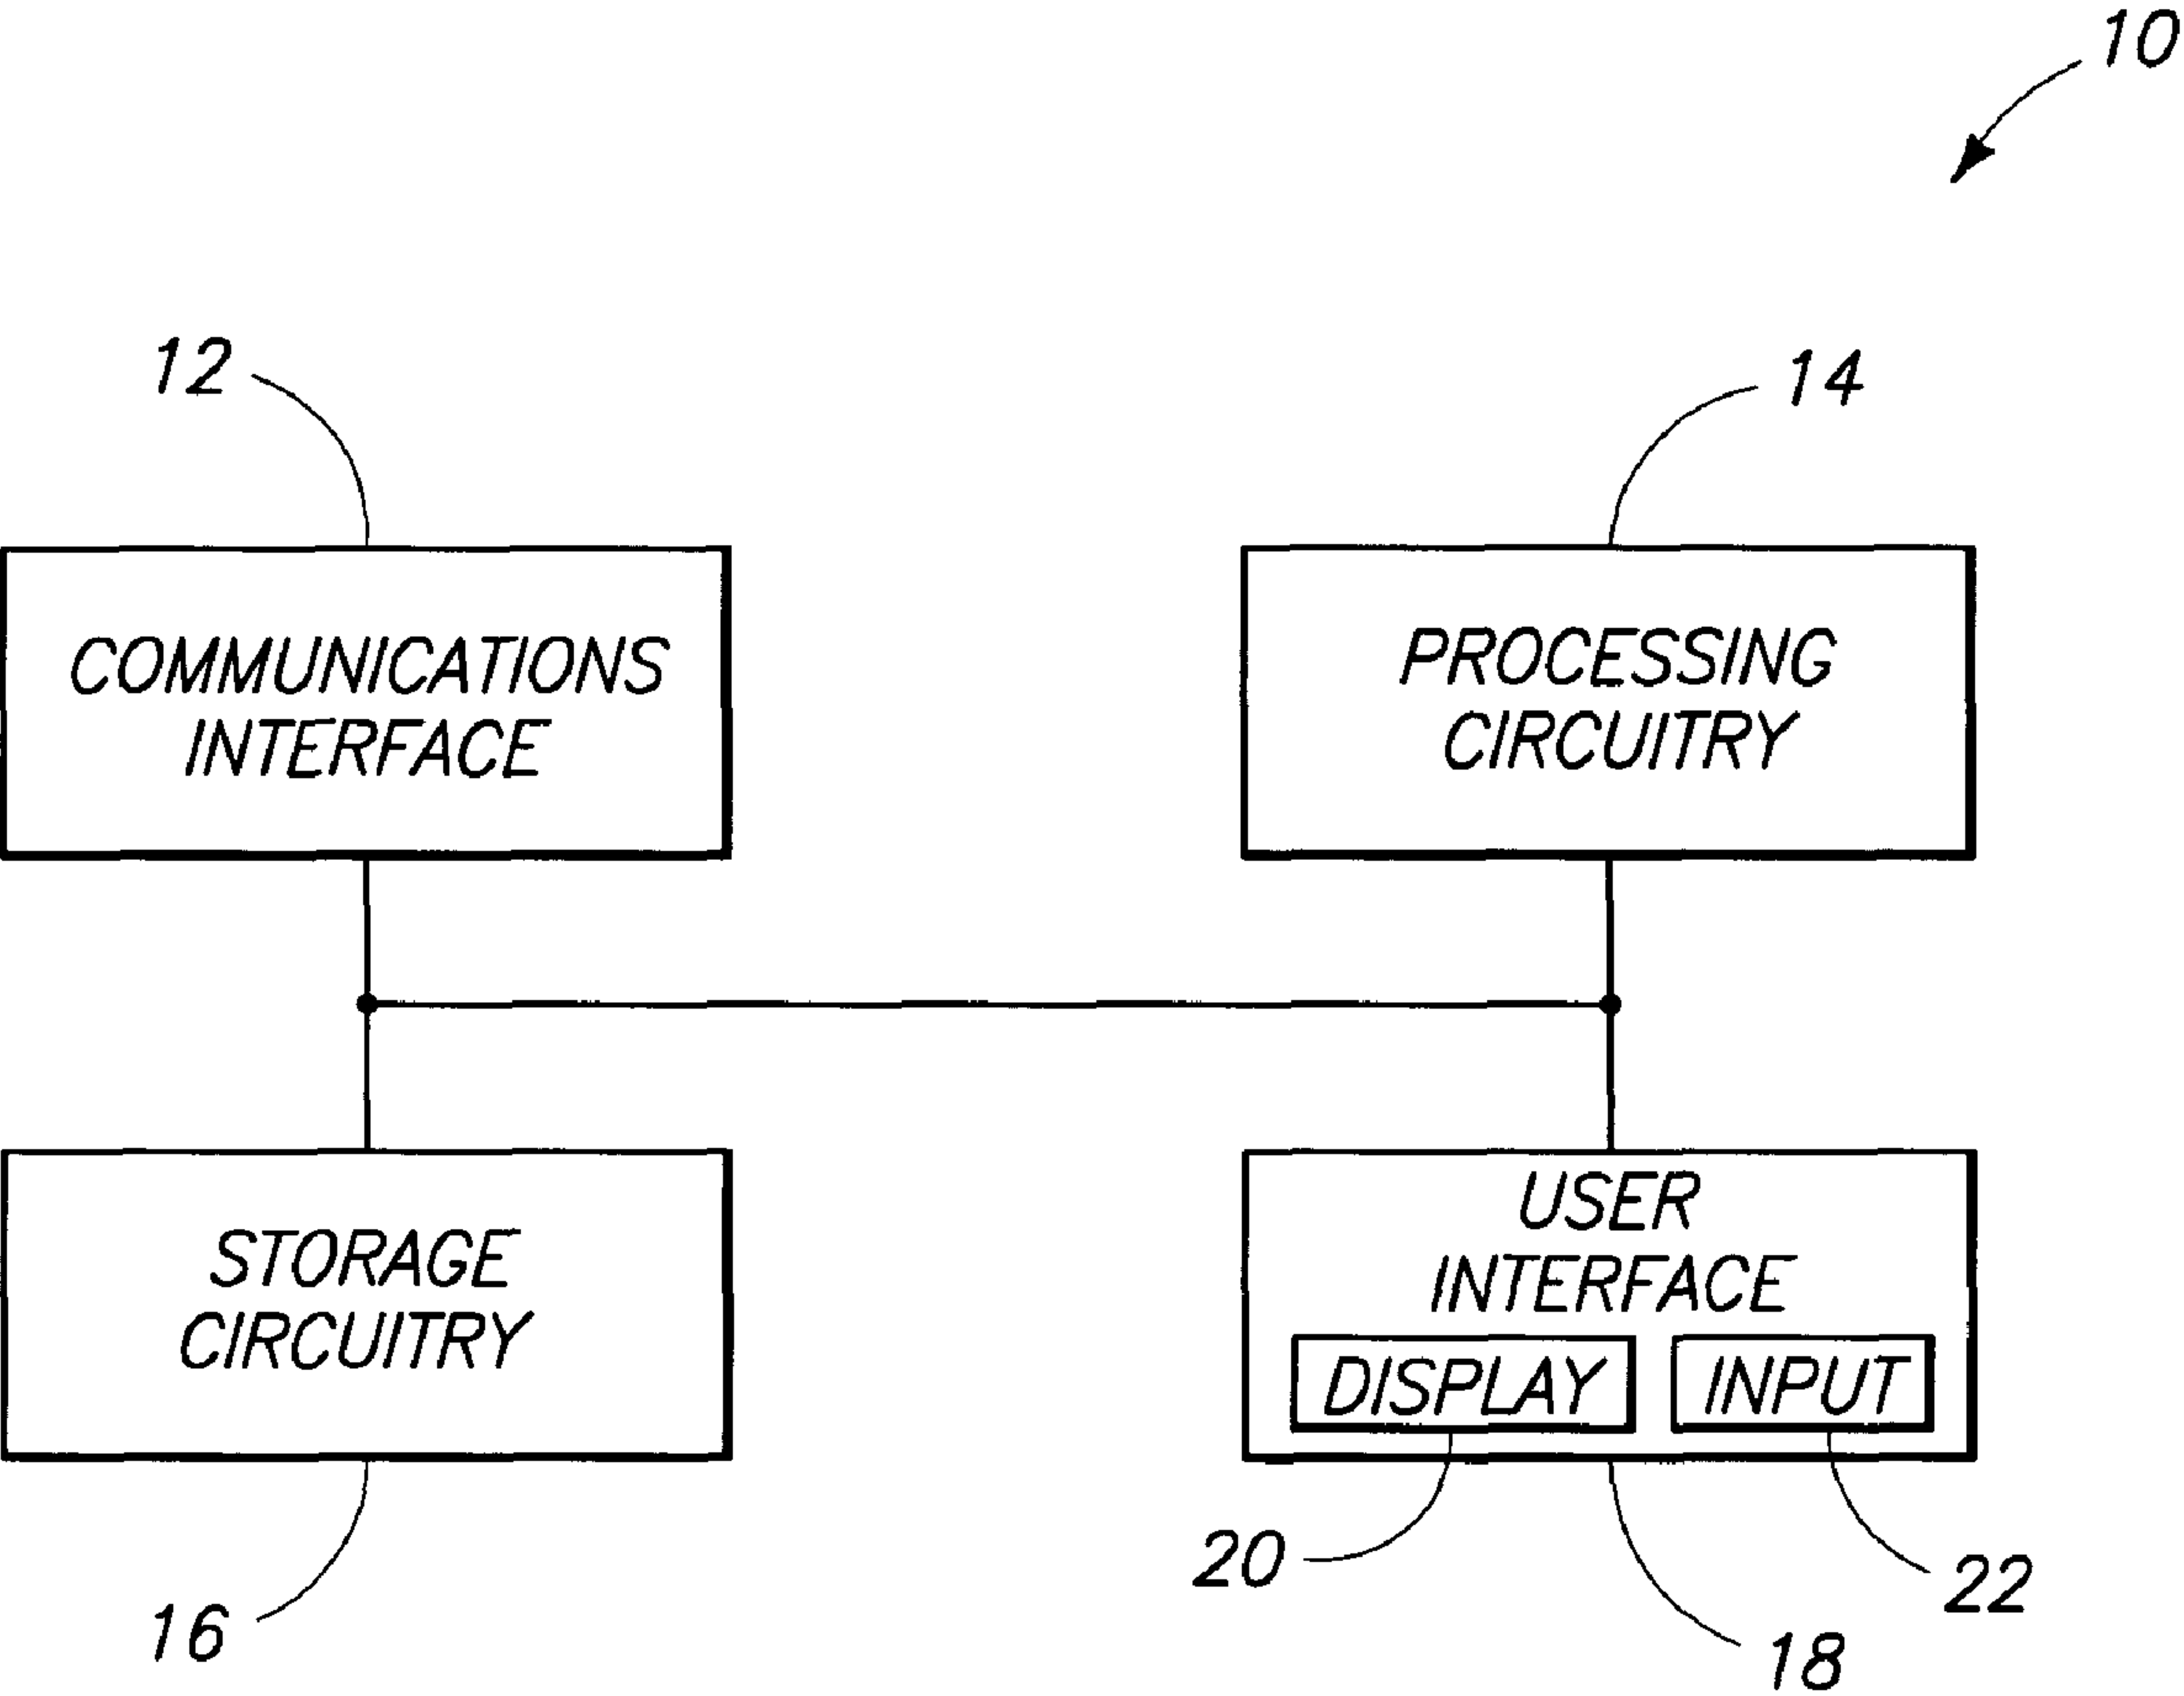 10
12
14
COMMUNICATIONS
INTERFACE
PROCESSING
CIRCUITRY
STORAGE
CIRCUITRY
USER
INTERFACE
DISPLAY
INPUT
20
22
16
18